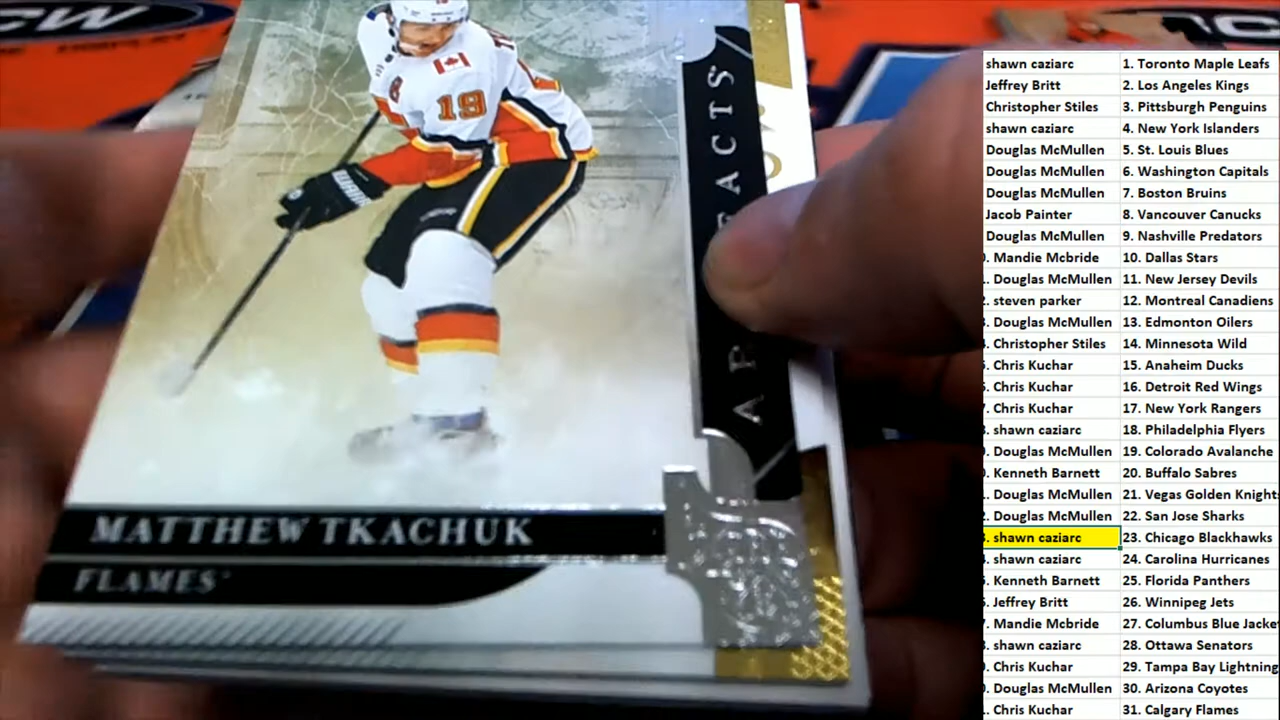 19
ARTIFACTS
MATTHEW TKACHUK
FLAMES
CW
shawn caziarc 1. Toronto Maple Leafs
Jeffrey Britt 2. Los Angeles Kings
Christopher Stiles 3. Pittsburgh Penguins
shawn caziarc 4. New York Islanders
Douglas McMullen 5. St. Louis Blues
Douglas McMullen 6. Washington Capitals
Douglas McMullen 7. Boston Bruins
Jacob Painter 8. Vancouver Canucks
Douglas McMullen 9. Nashville Predators
. Mandie Mcbride 10. Dallas Stars
. Douglas McMullen 11. New Jersey Devils
. steven parker 12. Montreal Canadiens
. Douglas McMullen 13. Edmonton Oilers
. Christopher Stiles 14. Minnesota Wild
. Chris Kuchar 15. Anaheim Ducks
. Chris Kuchar 16. Detroit Red Wings
. Chris Kuchar 17. New York Rangers
. shawn caziarc 18. Philadelphia Flyers
. Douglas McMullen 19. Colorado Avalanche
. Kenneth Barnett 20. Buffalo Sabres
. Douglas McMullen 21. Vegas Golden Knight
. Douglas McMullen 22. San Jose Sharks
. shawn caziarc 23. Chicago Blackhawks
. shawn caziarc 24. Carolina Hurricanes
. Kenneth Barnett 25. Florida Panthers
. Jeffrey Britt 26. Winnipeg Jets
. Mandie Mcbride 27. Columbus Blue Jacke
. shawn caziarc 28. Ottawa Senators
. Chris Kuchar 29. Tampa Bay Lightning
. Douglas McMullen 30. Arizona Coyotes
. Chris Kuchar 31. Calgary Flames